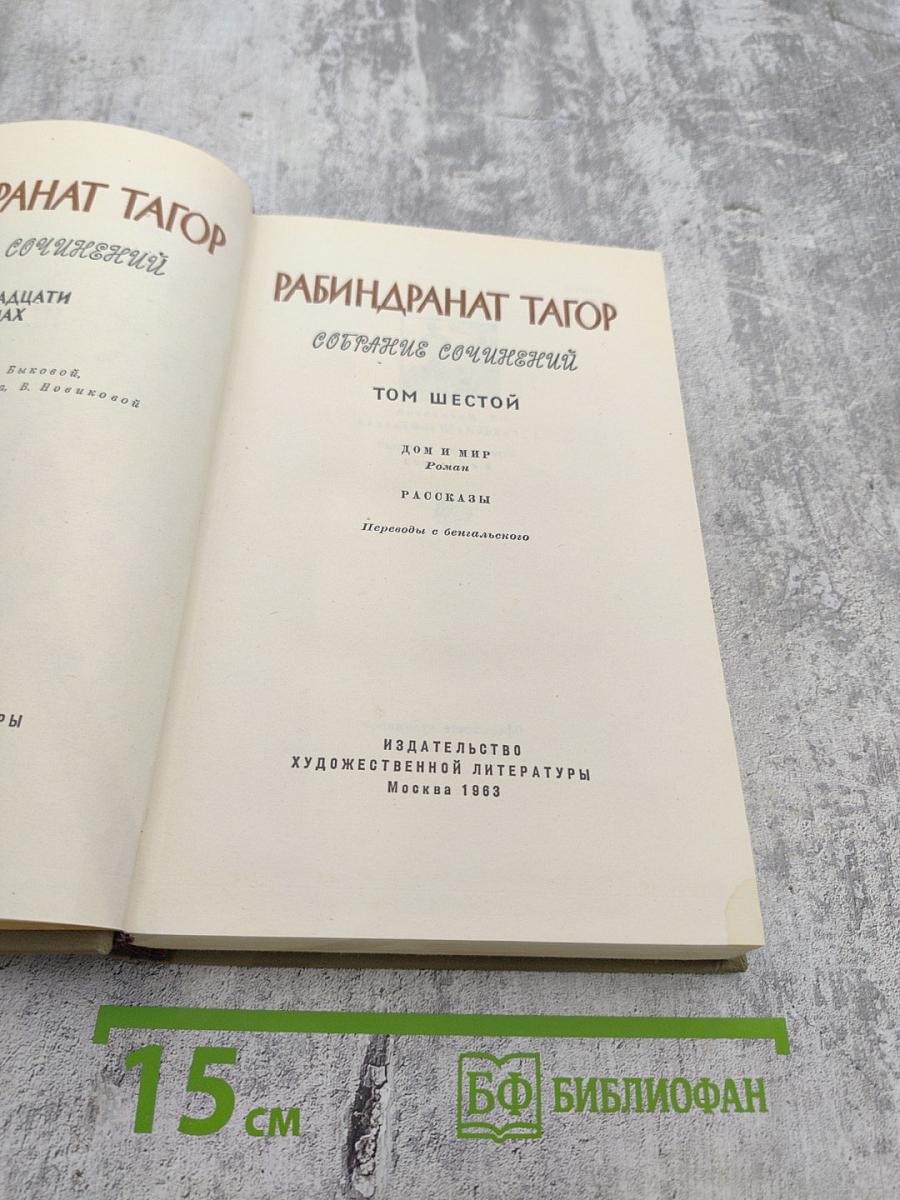 РАНАТ ТАГОР
СОЧИНЕНИЙ
АДЦАТИ
АХ
Быковой,
В. Новиковой
РЫ
РАБИНДРАНАТ ТАГОР
СОБРАНИЕ СОЧИНЕНИЙ
ТОМ ШЕСТОЙ
ДОМ И МИР
Роман
РАССКАЗЫ
Переводы с бенгальского
ИЗДАТЕЛЬСТВО
ХУДОЖЕСТВЕННОЙ ЛИТЕРАТУРЫ
Москва 1963
15 см
БФ БИБЛИОФАН